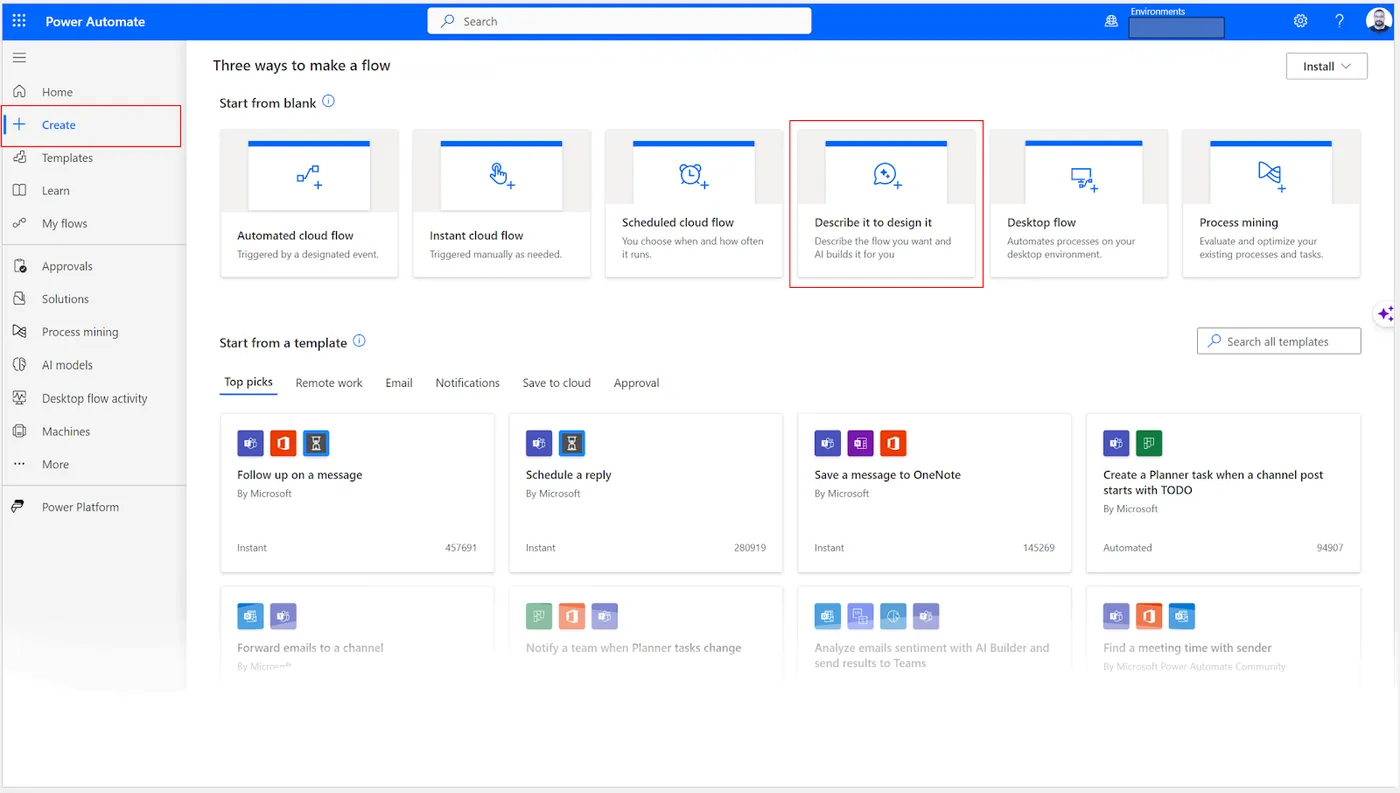 Power Automate
Search
Environments
?
Home
Create
Templates
Learn
My flows
Approvals
Solutions
Process mining
AI models
Desktop flow activity
Machines
More
Power Platform
Three ways to make a flow
Install
Start from blank
Automated cloud flow
Triggered by a designated event.
Instant cloud flow
Triggered manually as needed.
Scheduled cloud flow
You choose when and how often
it runs.
Describe it to design it
Describe the flow you want and
AI builds it for you
Desktop flow
Automates processes on your
desktop environment.
Process mining
Evaluate and optimize your
existing processes and tasks.
Start from a template
Search all templates
Top picks Remote work Email Notifications Save to cloud Approval
Follow up on a message
By Microsoft
Instant 457691
Schedule a reply
By Microsoft
Instant 280919
Save a message to OneNote
By Microsoft
Instant 145269
Create a Planner task when a channel post
starts with TODO
By Microsoft
Automated 94907
Forward emails to a channel
By Microsoft
Notify a team when Planner tasks change
Analyze emails sentiment with AI Builder and
send results to Teams
Find a meeting time with sender
By Microsoft Power Automate Community